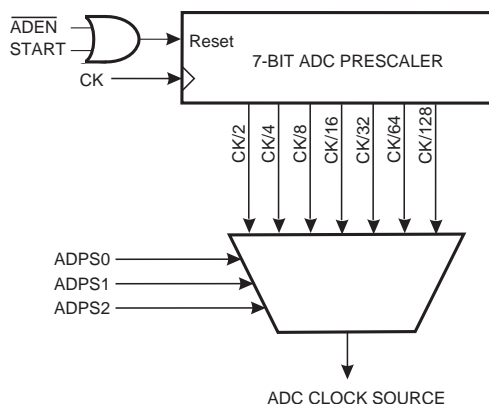 ADEN
START
Reset
7-BIT ADC PRESCALER
CK
CK/2
CK/4
CK/8
CK/16
CK/32
CK/64
CK/128
ADPS0
ADPS1
ADPS2
ADC CLOCK SOURCE